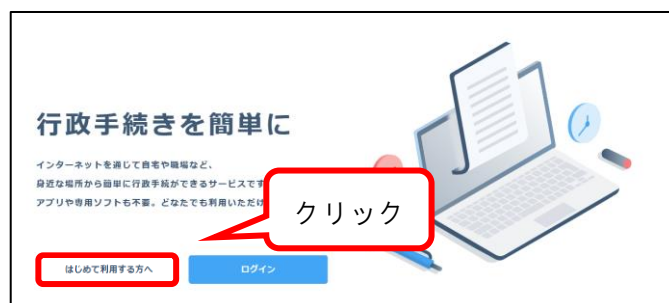 行政手続きを簡単に
インターネットを通じて自宅や職場など、
身近な場所から簡単に行政手続ができるサービスです
アプリや専用ソフトも不要。どなたでも利用いただけ
クリック
はじめて利用する方へ
ログイン